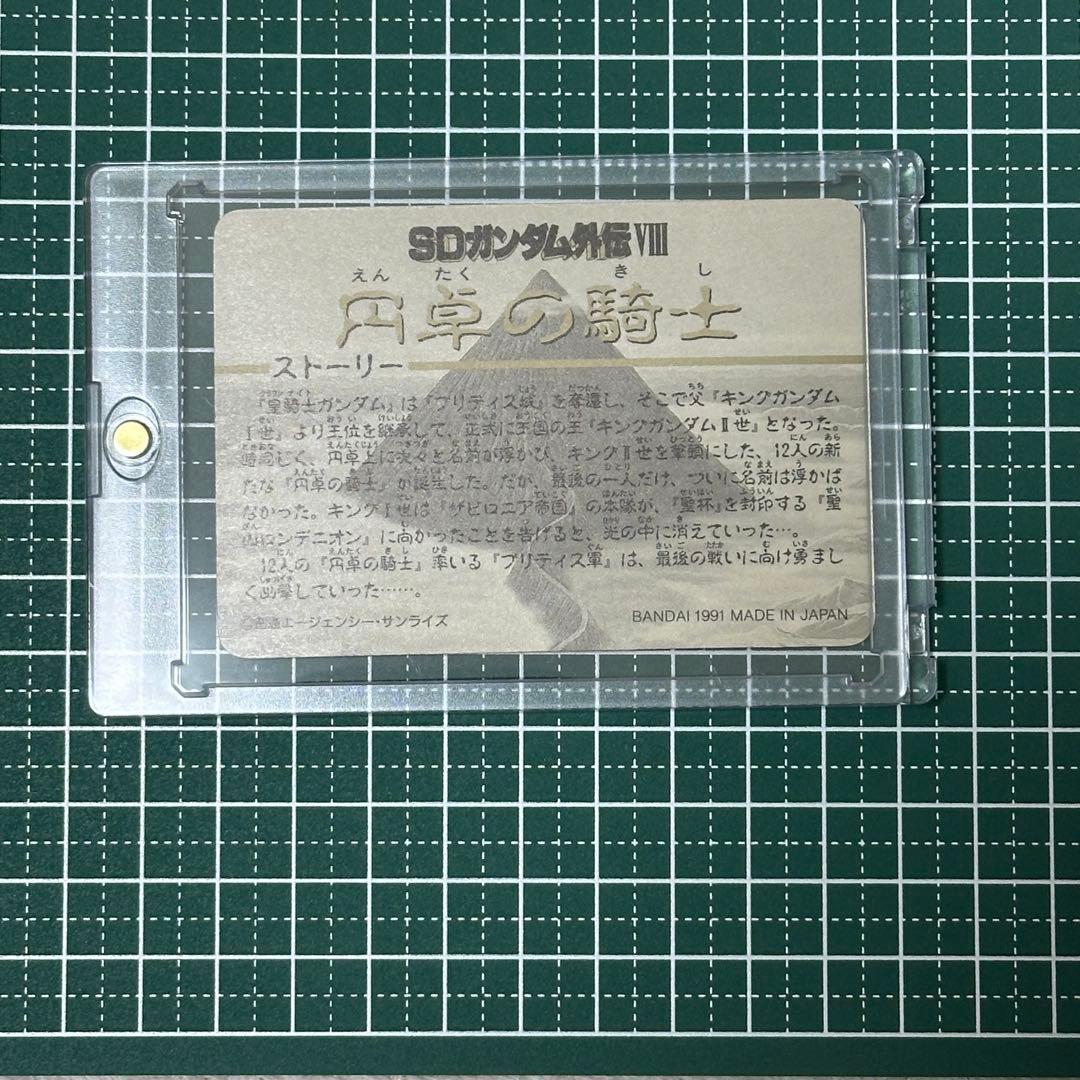 SDガンダム外伝VIII
えん たく き し
円卓の騎士
ストーリー
『皇騎士ガンダム』は『ブリティス城』を奪還し、そこで父『キングガンダム
I世』より王位を継承して、正式に王国の王『キングガンダムII世』となった。
時同じく、円卓上に次々と名前が浮かび、キングII世を筆頭にした、12人の新
たな『円卓の騎士』が誕生した。だが、最後の一人だけ、ついに名前は浮かば
なかった。キングI世は『ザビロニア帝国』の本隊が、『聖杯』を封印する『聖
山ロンデニオン』に向かったことを告げると、光の中に消えていった…。
12人の『円卓の騎士』率いる『ブリティス軍』は、最後の戦いに向け勇まし
く出撃していった……。
©創通エージェンシー・サンライズ BANDAI 1991 MADE IN JAPAN